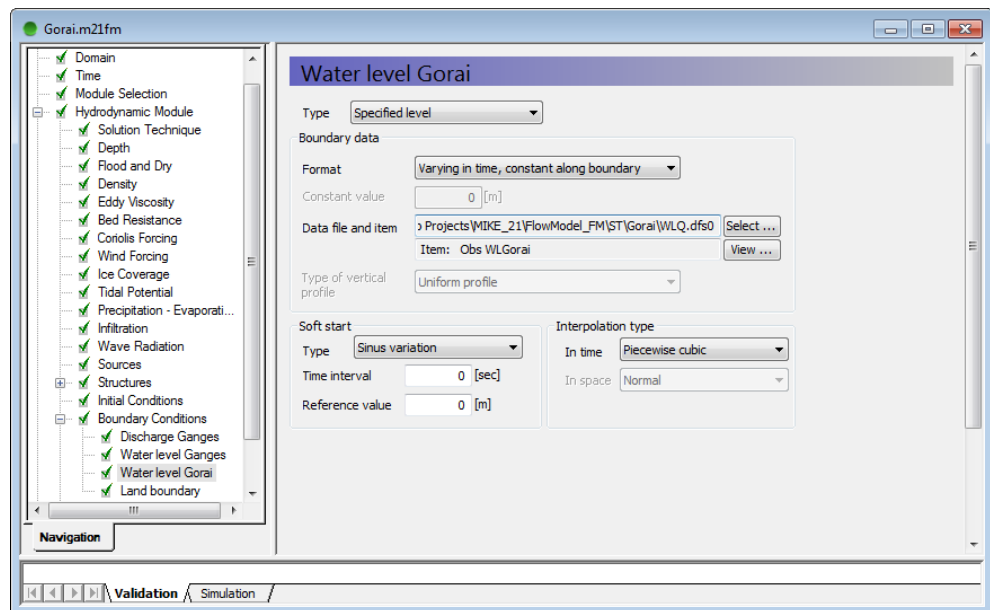 Gorai.m21fm
Domain
Time
Module Selection
Hydrodynamic Module
Solution Technique
Depth
Flood and Dry
Density
Eddy Viscosity
Bed Resistance
Coriolis Forcing
Wind Forcing
Ice Coverage
Tidal Potential
Precipitation - Evaporati...
Infiltration
Wave Radiation
Sources
Structures
Initial Conditions
Boundary Conditions
Discharge Ganges
Water level Ganges
Water level Gorai
Land boundary
Navigation
Water level Gorai
Type Specified level
Boundary data
Format Varying in time, constant along boundary
Constant value 0 [m]
Data file and item Projects\MIKE_21\FlowModel_FM\ST\Gorai\WLQ.dfs0 Select ...
Item: Obs WLGorai View ...
Type of vertical
profile Uniform profile
Soft start
Type Sinus variation
Time interval 0 [sec]
Reference value 0 [m]
Interpolation type
In time Piecewise cubic
In space Normal
Validation Simulation